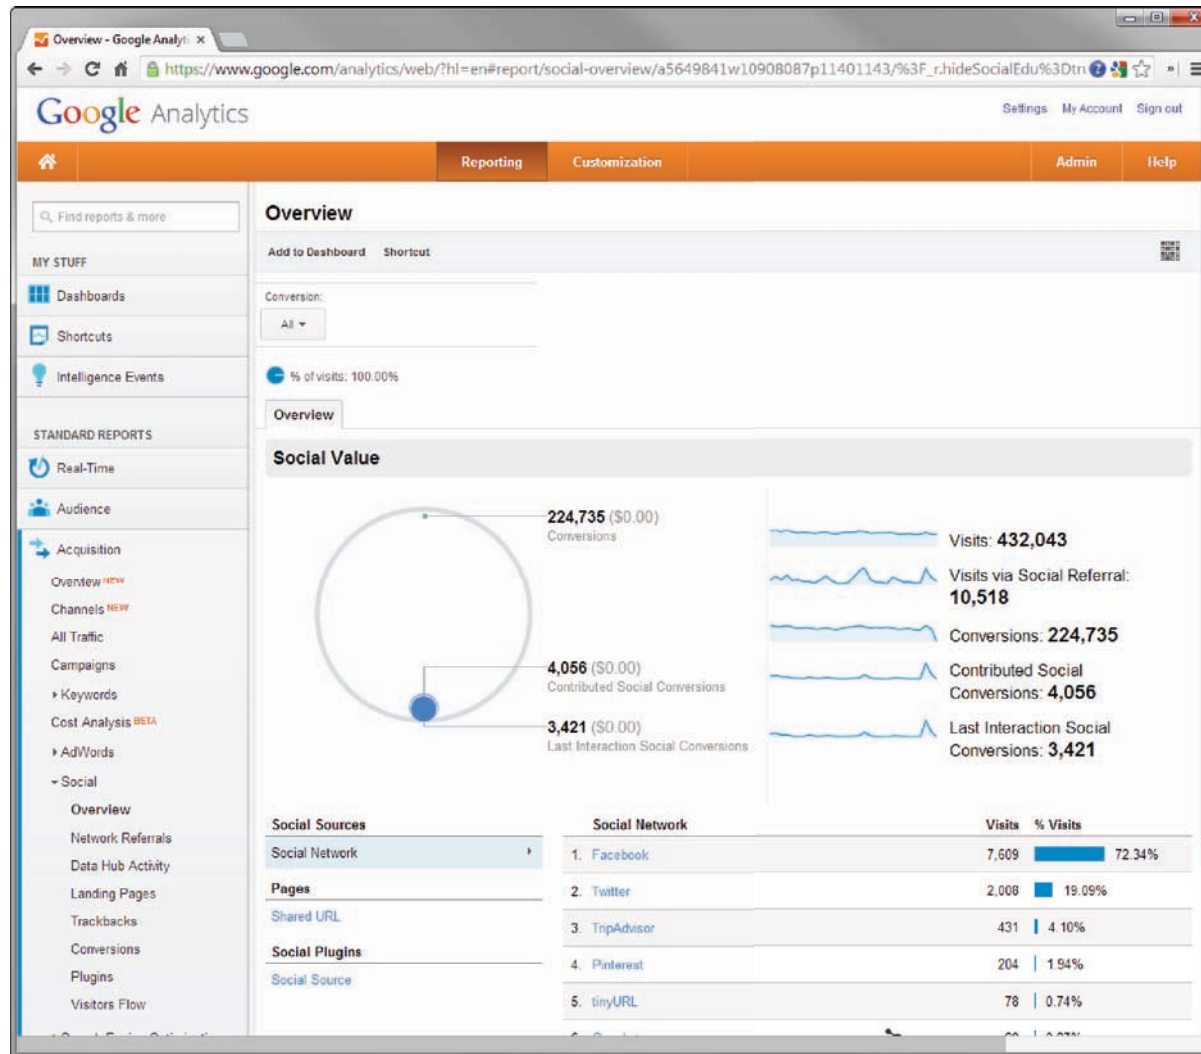 Overview - Google Analyti
https://www.google.com/analytics/web/?hl=en#report/social-overview/a5649841w10908087p11401143/%3F_r.hideSocialEdu%3Dtru
Google Analytics
Settings My Account Sign out
Reporting Customization Admin Help
Find reports & more
MY STUFF
Dashboards
Shortcuts
Intelligence Events
STANDARD REPORTS
Real-Time
Audience
Acquisition
Overview NEW
Channels NEW
All Traffic
Campaigns
Keywords
Cost Analysis BETA
AdWords
Social
Overview
Network Referrals
Data Hub Activity
Landing Pages
Trackbacks
Conversions
Plugins
Visitors Flow
Overview
Add to Dashboard Shortcut
Conversion:
All
% of visits: 100.00%
Overview
Social Value
224,735 ($0.00)
Conversions
4,056 ($0.00)
Contributed Social Conversions
3,421 ($0.00)
Last Interaction Social Conversions
Visits: 432,043
Visits via Social Referral:
10,518
Conversions: 224,735
Contributed Social
Conversions: 4,056
Last Interaction Social
Conversions: 3,421
Social Sources
Social Network
Pages
Shared URL
Social Plugins
Social Source
Social Network Visits % Visits
1. Facebook 7,609 72.34%
2. Twitter 2,008 19.09%
3. TripAdvisor 431 4.10%
4. Pinterest 204 1.94%
5. tinyURL 78 0.74%